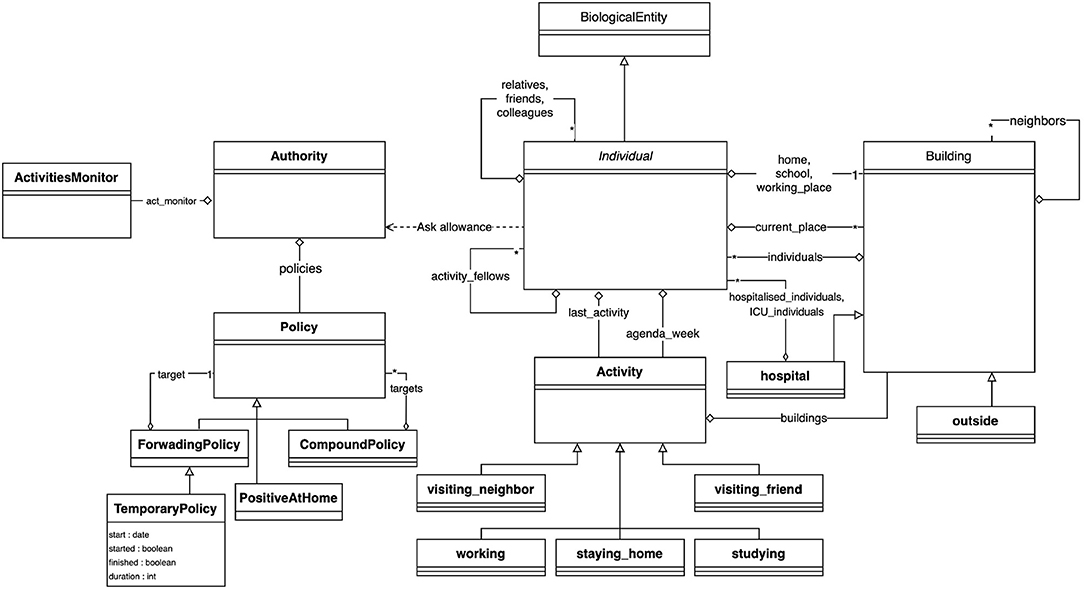 BiologicalEntity
relatives,
friends,
colleagues
*
neighbors
*
ActivitiesMonitor
Authority
Individual
Building
home,
school,
working_place
1
act_monitor
Ask allowance
current_place
*
*
individuals
*
activity_fellows
policies
*
hospitalised_individuals,
ICU_individuals
last_activity
agenda_week
Policy
Activity
hospital
target
1
*
targets
buildings
outside
ForwadingPolicy
CompoundPolicy
visiting_neighbor
visiting_friend
PositiveAtHome
TemporaryPolicy
start : date
started : boolean
finished : boolean
duration : int
working
staying_home
studying